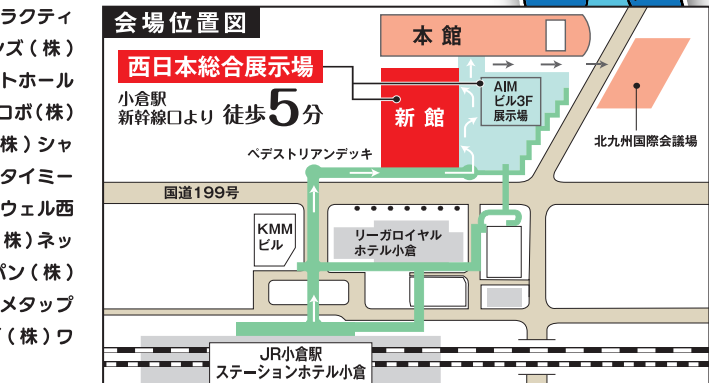 ラクティ
ンズ(株)
トホール
コボ(株)
株)シャ
タイミー
ウェル西
株)ネッ
パン(株)
メタップ
(株)ワ
会場位置図
西日本総合展示場
小倉駅
新幹線口より 徒歩5分
本館
新館
AIM
ビル3F
展示場
北九州国際会議場
ペデストリアンデッキ
国道199号
KMM
ビル
リーガロイヤル
ホテル小倉
JR小倉駅
ステーションホテル小倉